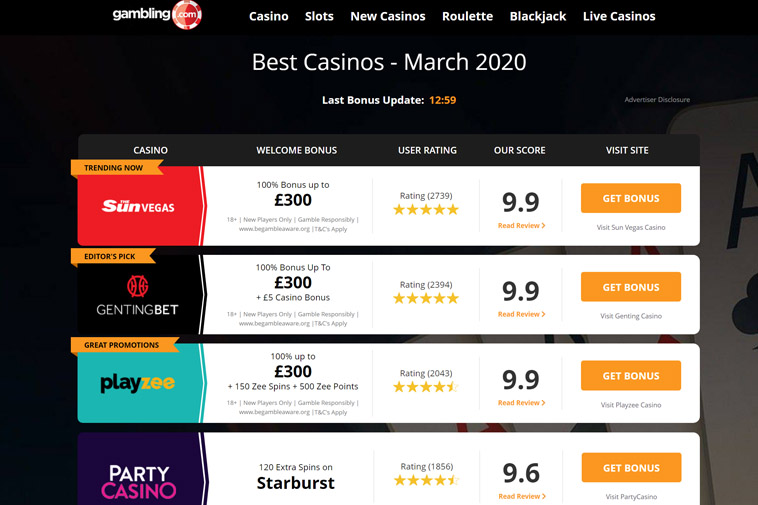 gambling.com
Casino Slots New Casinos Roulette Blackjack Live Casinos
Best Casinos - March 2020
Last Bonus Update: 12:59
Advertiser Disclosure
CASINO WELCOME BONUS USER RATING OUR SCORE VISIT SITE
TRENDING NOW
THE Sun VEGAS
100% Bonus up to
£300
18+ | New Players Only | Gamble Responsibly |
www.begambleaware.org |T&C's Apply
Rating (2739)
9.9
Read Review
GET BONUS
Visit Sun Vegas Casino
EDITOR'S PICK
GENTINGBET
100% Bonus Up To
£300
+ £5 Casino Bonus
18+ | New Players Only | Gamble Responsibly |
www.begambleaware.org |T&C's Apply
Rating (2394)
9.9
Read Review
GET BONUS
Visit Genting Casino
GREAT PROMOTIONS
playzee
100% up to
£300
+ 150 Zee Spins + 500 Zee Points
18+ | New Players Only | Gamble Responsibly |
www.begambleaware.org |T&C's Apply
Rating (2043)
9.9
Read Review
GET BONUS
Visit Playzee Casino
PARTY
CASINO
120 Extra Spins on
Starburst
Rating (1856)
9.6
Read Review
GET BONUS
Visit PartyCasino
A